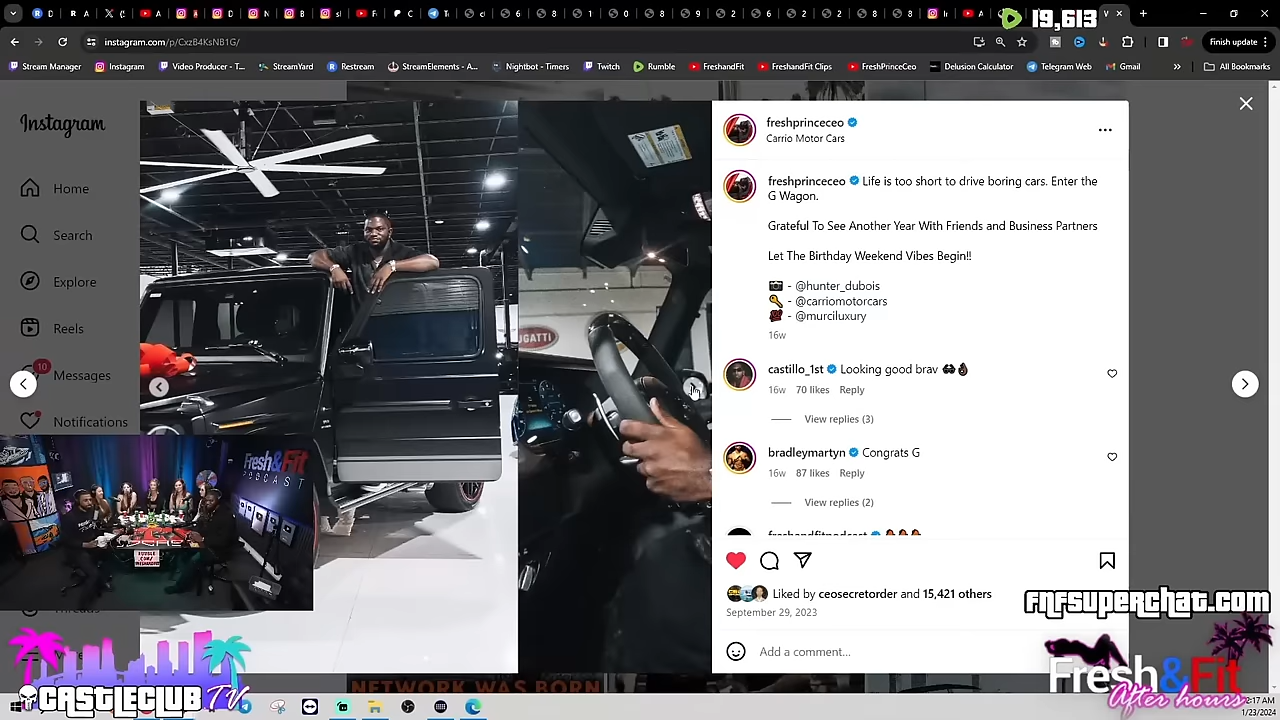 19,613
instagram.com/p/CxzB4KsNB1G/
Finish update
Stream Manager
Instagram
Video Producer - T...
StreamYard
Restream
StreamElements - A...
Nightbot - Timers
Twitch
Rumble
FreshandFit
FreshandFit Clips
FreshPrinceCeo
Delusion Calculator
Telegram Web
Gmail
All Bookmarks
Instagram
Home
Search
Explore
Reels
10
Messages
Notification
freshprinceceo
Carrio Motor Cars
freshprinceceo Life is too short to drive boring cars. Enter the
G Wagon.
Grateful To See Another Year With Friends and Business Partners
Let The Birthday Weekend Vibes Begin!!
- @hunter_dubois
- @carriomotorcars
- @murciluxury
16w
castillo_1st Looking good brav
16w 70 likes Reply
View replies (3)
bradleymartyn Congrats G
16w 87 likes Reply
View replies (2)
freshandfitpodcast
Liked by ceosecretorder and 15,421 others
September 29, 2023
Add a comment...
UGATTI
Fresh&Fit
PODCAST
CASTLECLUB TV
NETWORK WAS BORN
FNFSUPERCHAT.COM
Fresh&Fit
After hours
2:17 AM
1/23/2024